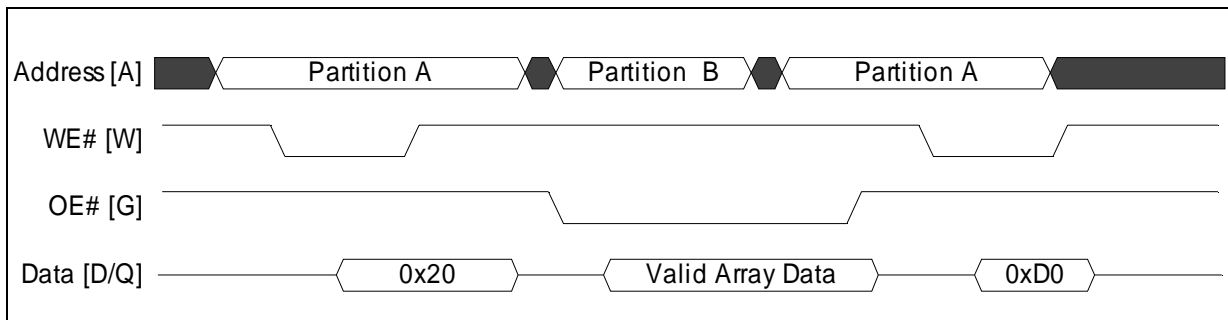 Address [A] Partition A Partition B Partition A
WE# [W]
OE# [G]
Data [D/Q] 0x20 Valid Array Data 0xD0